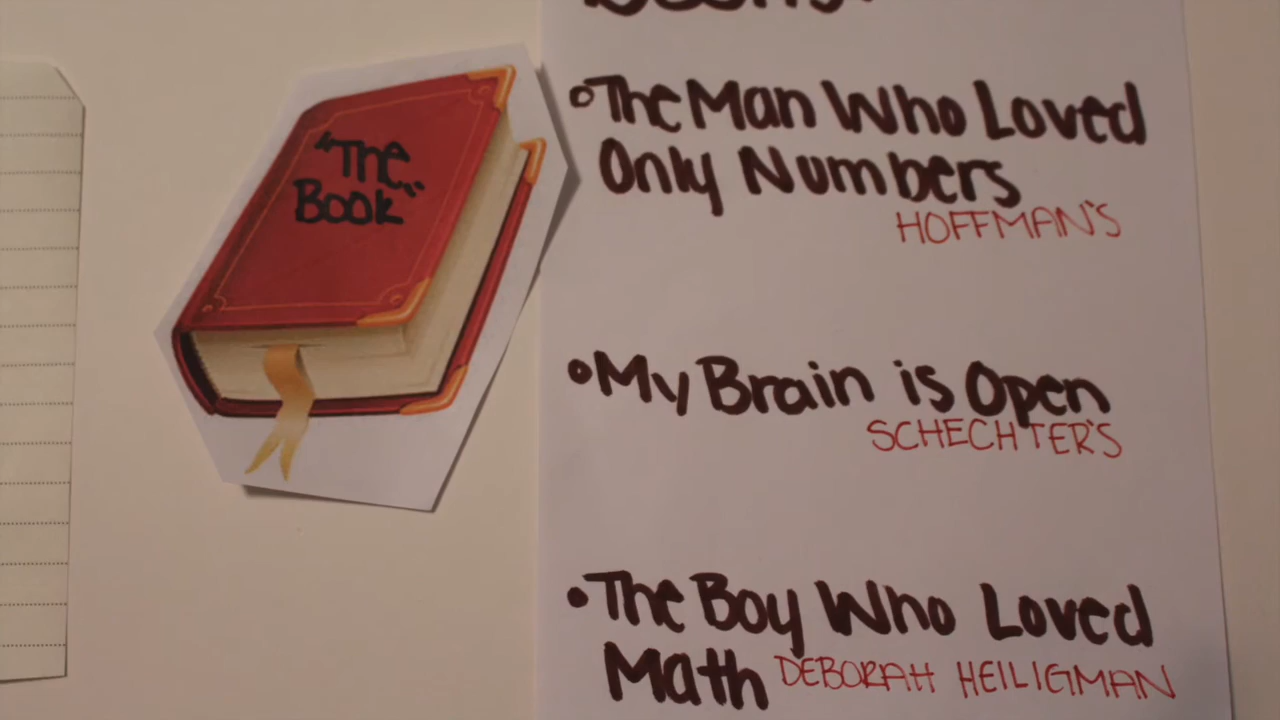 "The
Book"
The Man Who Loved
Only Numbers
HOFFMAN'S
My Brain is Open
SCHECHTER'S
The Boy Who Loved
Math DEBORAH HEILIGMAN